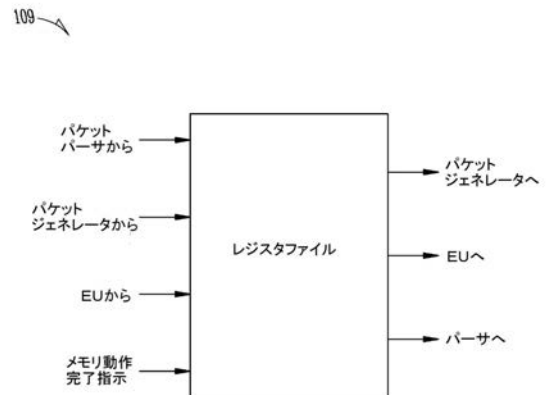 109
パケット
パーサから
パケット
ジェネレータから
EUから
メモリ動作
完了指示
レジスタファイル
パケット
ジェネレータへ
EUへ
パーサへ